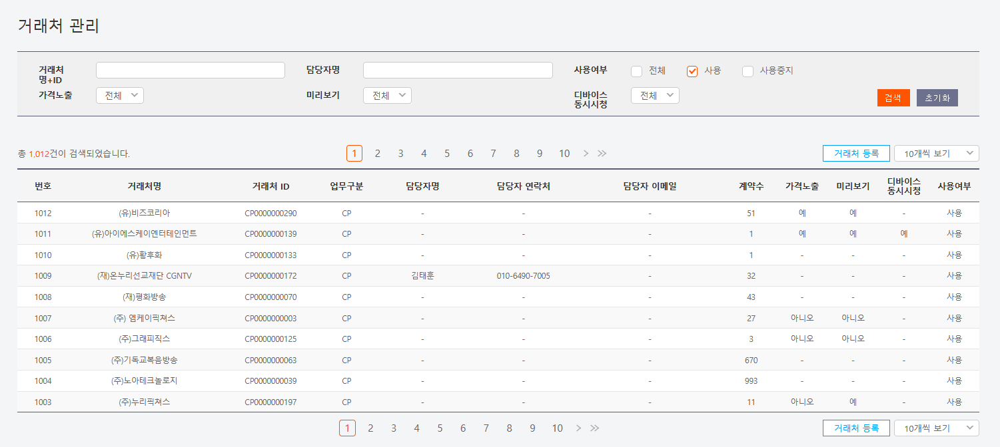 거래처 관리
거래처 명+ID 담당자명 사용여부 전체 사용 사용중지
가격노출 전체 미리보기 전체 디바이스 동시시청 전체 검색 초기화
총 1,012건이 검색되었습니다. 1 2 3 4 5 6 7 8 9 10 거래처 등록 10개씩 보기
번호 거래처명 거래처 ID 업무구분 담당자명 담당자 연락처 담당자 이메일 계약수 가격노출 미리보기 디바이스 동시시청 사용여부
1012 (유)비즈코리아 CP0000000290 CP - - - 51 예 예 - 사용
1011 (유)아이에스케이엔터테인먼트 CP0000000139 CP - - - 1 예 예 예 사용
1010 (유)황후화 CP0000000133 CP - - - 1 - - - 사용
1009 (재)온누리선교재단 CGNTV CP0000000172 CP 김태훈 010-6490-7005 - 32 - - - 사용
1008 (재)평화방송 CP0000000070 CP - - - 43 - - - 사용
1007 (주) 엠케이픽쳐스 CP0000000003 CP - - - 27 아니오 아니오 - 사용
1006 (주)그래피직스 CP0000000125 CP - - - 3 아니오 아니오 - 사용
1005 (주)기독교복음방송 CP0000000063 CP - - - 670 - - - 사용
1004 (주)노아테크놀로지 CP0000000039 CP - - - 993 - - - 사용
1003 (주)누리픽쳐스 CP0000000197 CP - - - 11 아니오 예 - 사용
1 2 3 4 5 6 7 8 9 10 거래처 등록 10개씩 보기